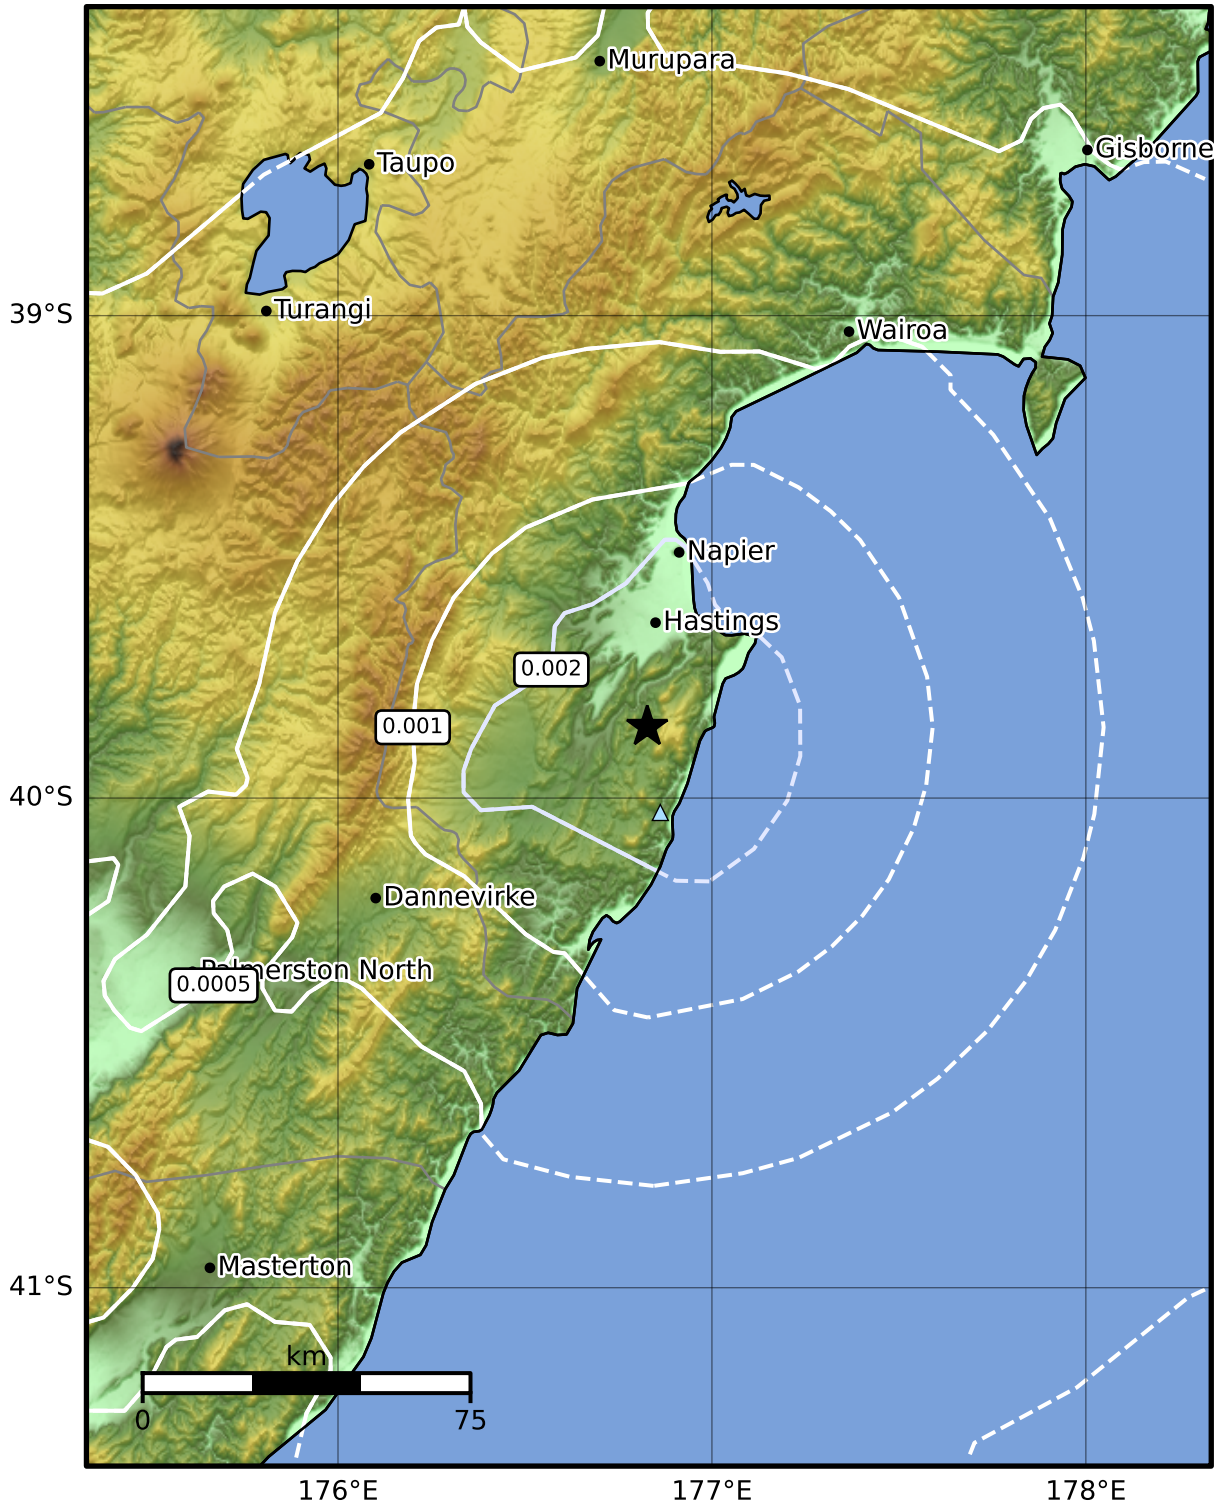 Murupara
Gisborne
Taupo
Turangi
39°S
Wairoa
Napier
Hastings
0.002
0.001
40°S
Dannevirke
Palmerston North
0.0005
Masterton
41°S
km
0
75
176°E
177°E
178°E